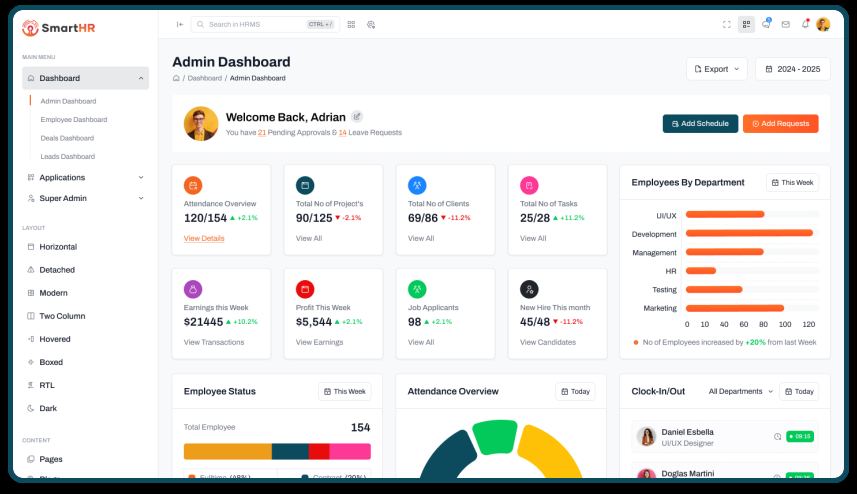 SmartHR
Search in HRMS
CTRL + /
MAIN MENU
Dashboard
Admin Dashboard
Employee Dashboard
Deals Dashboard
Leads Dashboard
Applications
Super Admin
LAYOUT
Horizontal
Detached
Modern
Two Column
Hovered
Boxed
RTL
Dark
CONTENT
Pages
Admin Dashboard
/ Dashboard / Admin Dashboard
Export
2024 - 2025
Welcome Back, Adrian
You have 21 Pending Approvals & 14 Leave Requests
Add Schedule
Add Requests
Attendance Overview
120/154 +2.1%
View Details
Total No of Project's
90/125 -2.1%
View All
Total No of Clients
69/86 -11.2%
View All
Total No of Tasks
25/28 +11.2%
View All
Earnings this Week
$21445 +10.2%
View Transactions
Profit This Week
$5,544 +2.1%
View Earnings
Job Applicants
98 +2.1%
View All
New Hire This month
45/48 -11.2%
View Candidates
Employees By Department
This Week
UI/UX
Development
Management
HR
Testing
Marketing
0 10 40 60 80 100 120
No of Employees increased by +20% from last Week
Employee Status
This Week
Total Employee
154
Fulltime (48%)
Contract (20%)
Attendance Overview
Today
Clock-In/Out
All Departments
Today
Daniel Esbella
UI/UX Designer
09:15
Doglas Martini